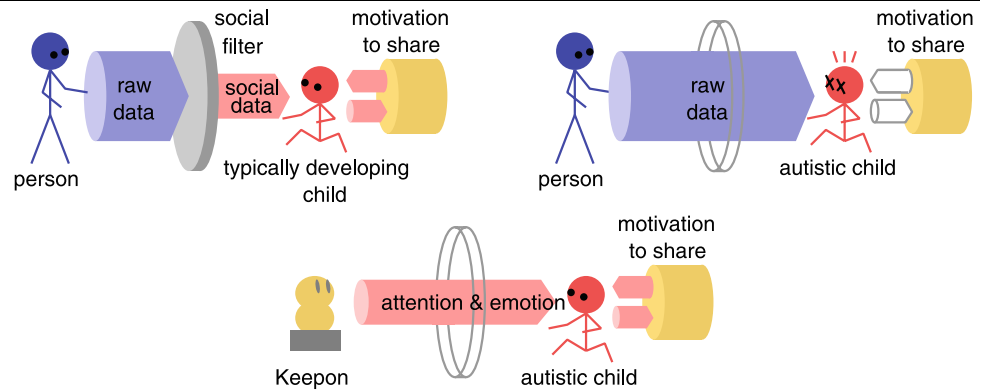 social
filter
motivation
to share
raw
data
social
data
person
typically developing
child
motivation
to share
raw
data
person
autistic child
motivation
to share
attention & emotion
Keepon
autistic child